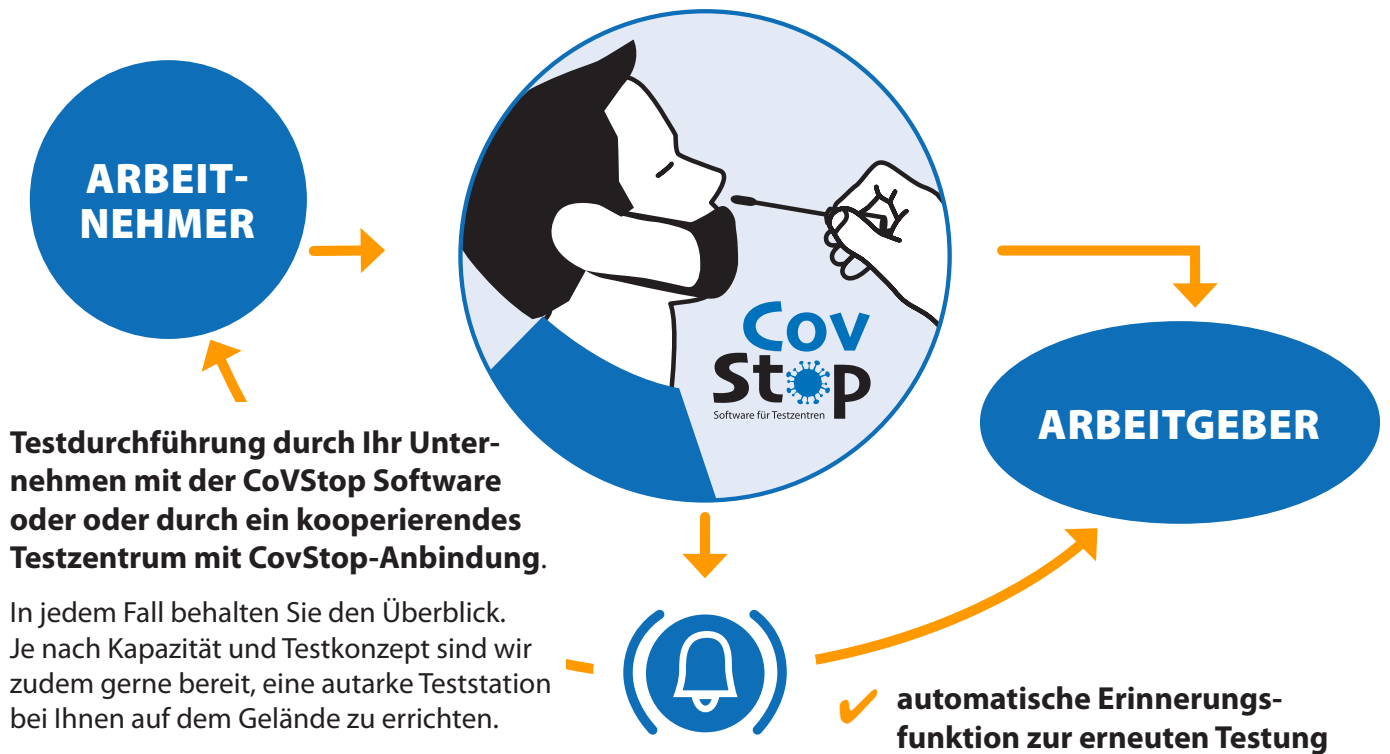 ARBEIT-
NEHMER
Cov
Stop
Software für Testzentren
ARBEITGEBER
Testdurchführung durch Ihr Unter-
nehmen mit der CoVStop Software
oder oder durch ein kooperierendes
Testzentrum mit CovStop-Anbindung.
In jedem Fall behalten Sie den Überblick.
Je nach Kapazität und Testkonzept sind wir
zudem gerne bereit, eine autarke Teststation
bei Ihnen auf dem Gelände zu errichten.
automatische Erinnerungs-
funktion zur erneuten Testung